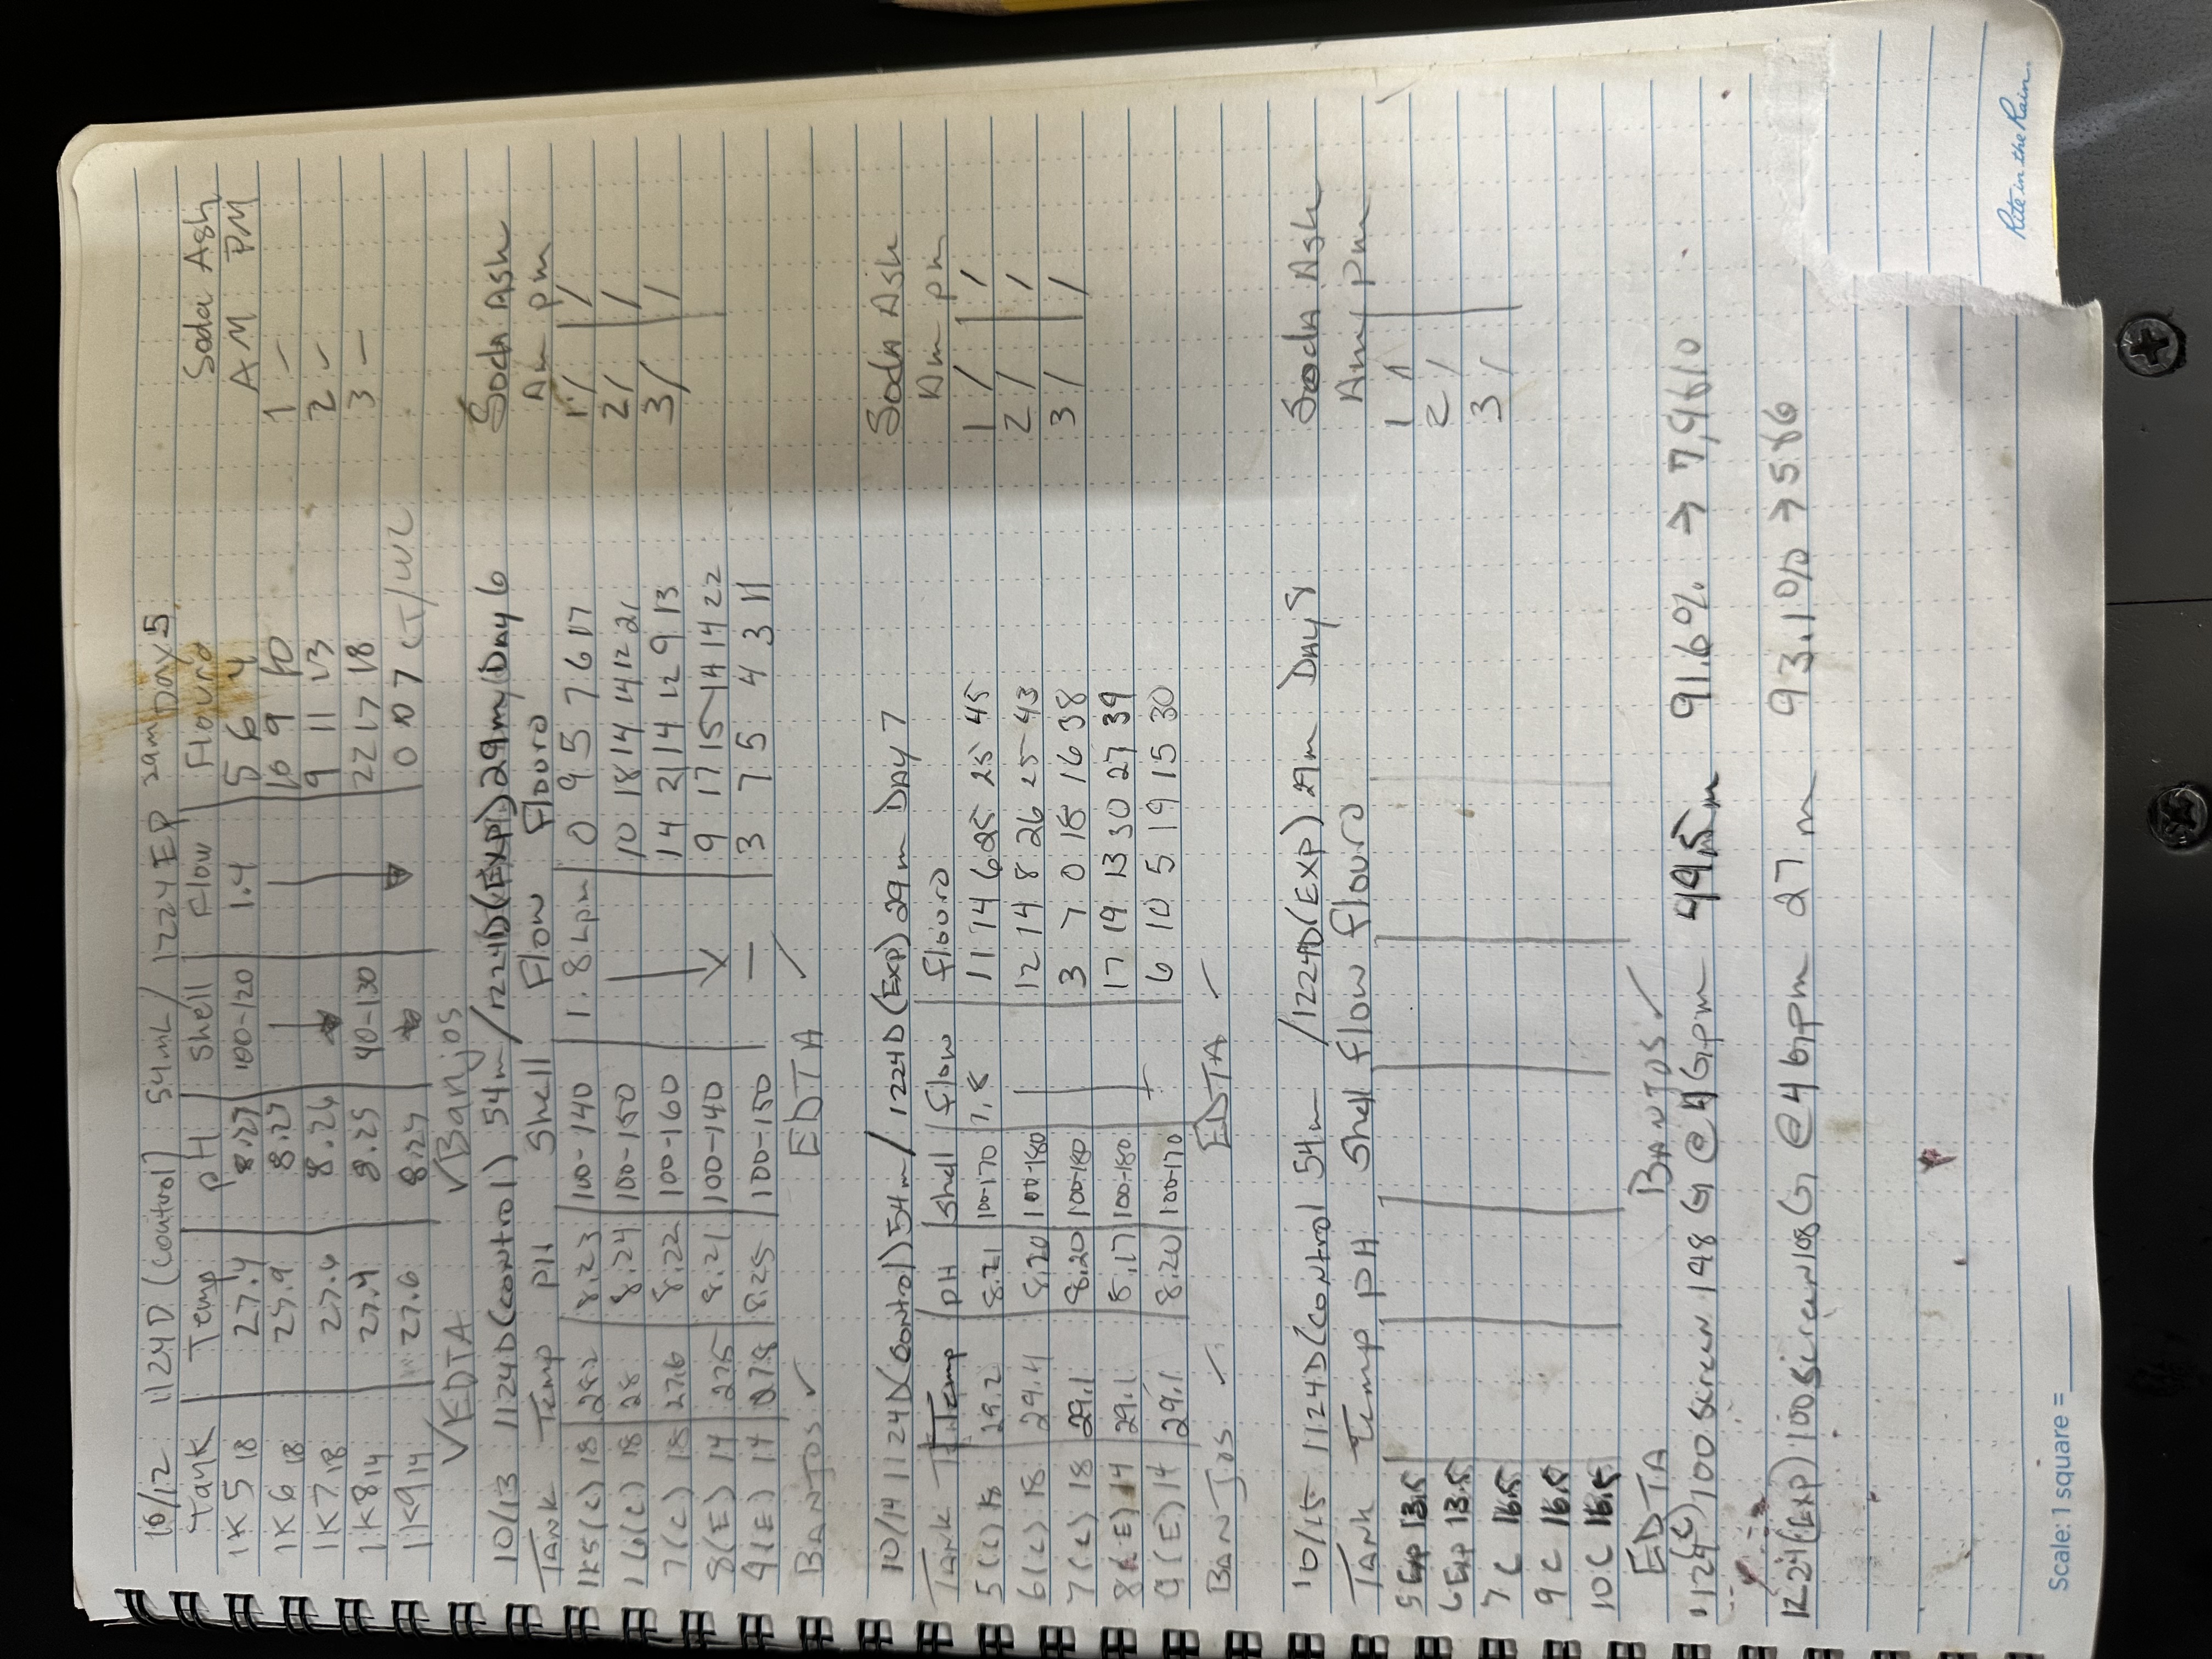 10/12 1124D (Control) 54mL / 1224 EP 29m Day 5
Tank Temp pH Shell Flow Flouro Soda Ash
1K5 18 27.4 8.27 100-120 1.4 5 6 4 AM PM
1K6 18 8.27 10 9 10 1 -
1K7 18 27.6 8.26 9 11 13 2 -
1K8 14 27.4 8.25 22 17 18 3 -
1K9 14 27.6 0 7
✓EDTA ✓Banjos
10/13 1124D(control) 54m/1224D(EXP) 29m/Day 6 Soda Ash
Tank Temp PH Shell Flow Flouro Am pm
1K5(C) 18 28.2 8.23 100-140 1.8 Lpm 0 9 5 7 6 17 1 / /
1 6(C) 18 28 8.24 100-150 10 18 14 14 12 21 2 / /
7(C) 18 27.6 8.22 100-160 14 21 14 12 9 13 3 / /
8(E) 14 27.5 8.21 100-140 9 17 15 14 14 22
9(E) 14 27.8 8.25 100-150 — 3 7 5 4 3 11
BANJOS ✓ EDTA ✓
10/14 1124D(Control) 54m/ 1224D(EXP) 29m Day 7 Soda Ash
TANK Temp pH Shell flow flouro Am pm
5(C) 18 29.2 8.21 100-170 1.8 11 14 6 25 25 45 1 / /
6(C) 18 29.4 8.20 100-180 12 14 8 26 25 43 2 / /
7(C) 18 29.1 8.20 100-180 3 7 0 18 16 38 3 / /
8(E) 14 29.1 8.17 100-180 17 19 13 30 27 39
9(E) 14 29.1 8.20 100-170 6 10 5 19 15 30
BANJOS ✓ EDTA ✓
10/15 1124D(Control 54m /1224D(EXP) 29m Day 8 Soda Ash
TANK Temp PH Shell flow flouro Am pm
5 Exp 13.5 1 /
6 Exp 13.5 2 /
7 C 16.5 3 /
9 C 16.5
10 C 16.5
EDTA BANJOS ✓
1124(C) 100 screen 198 G @ 4 Gpm 49.5m 91.6% →
1224(EXP) 100 screen 108 G @ 4 Gpm 27 m 93.1% → 586
Rite in the Rain.
Scale: 1 square =